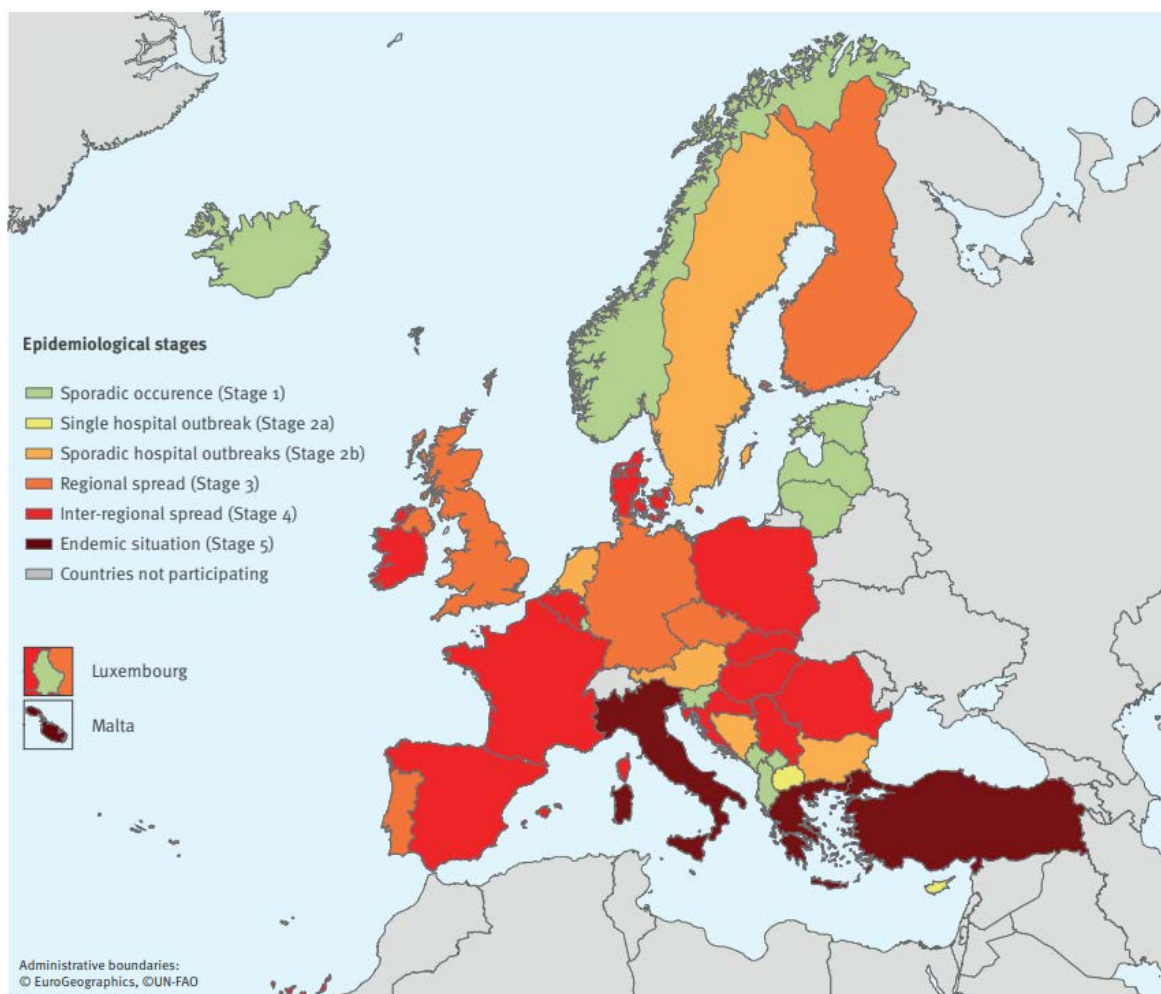 Epidemiological stages
Sporadic occurence (Stage 1)
Single hospital outbreak (Stage 2a)
Sporadic hospital outbreaks (Stage 2b)
Regional spread (Stage 3)
Inter-regional spread (Stage 4)
Endemic situation (Stage 5)
Countries not participating
Luxembourg
Malta
Administrative boundaries:
© EuroGeographics, ©UN-FAO